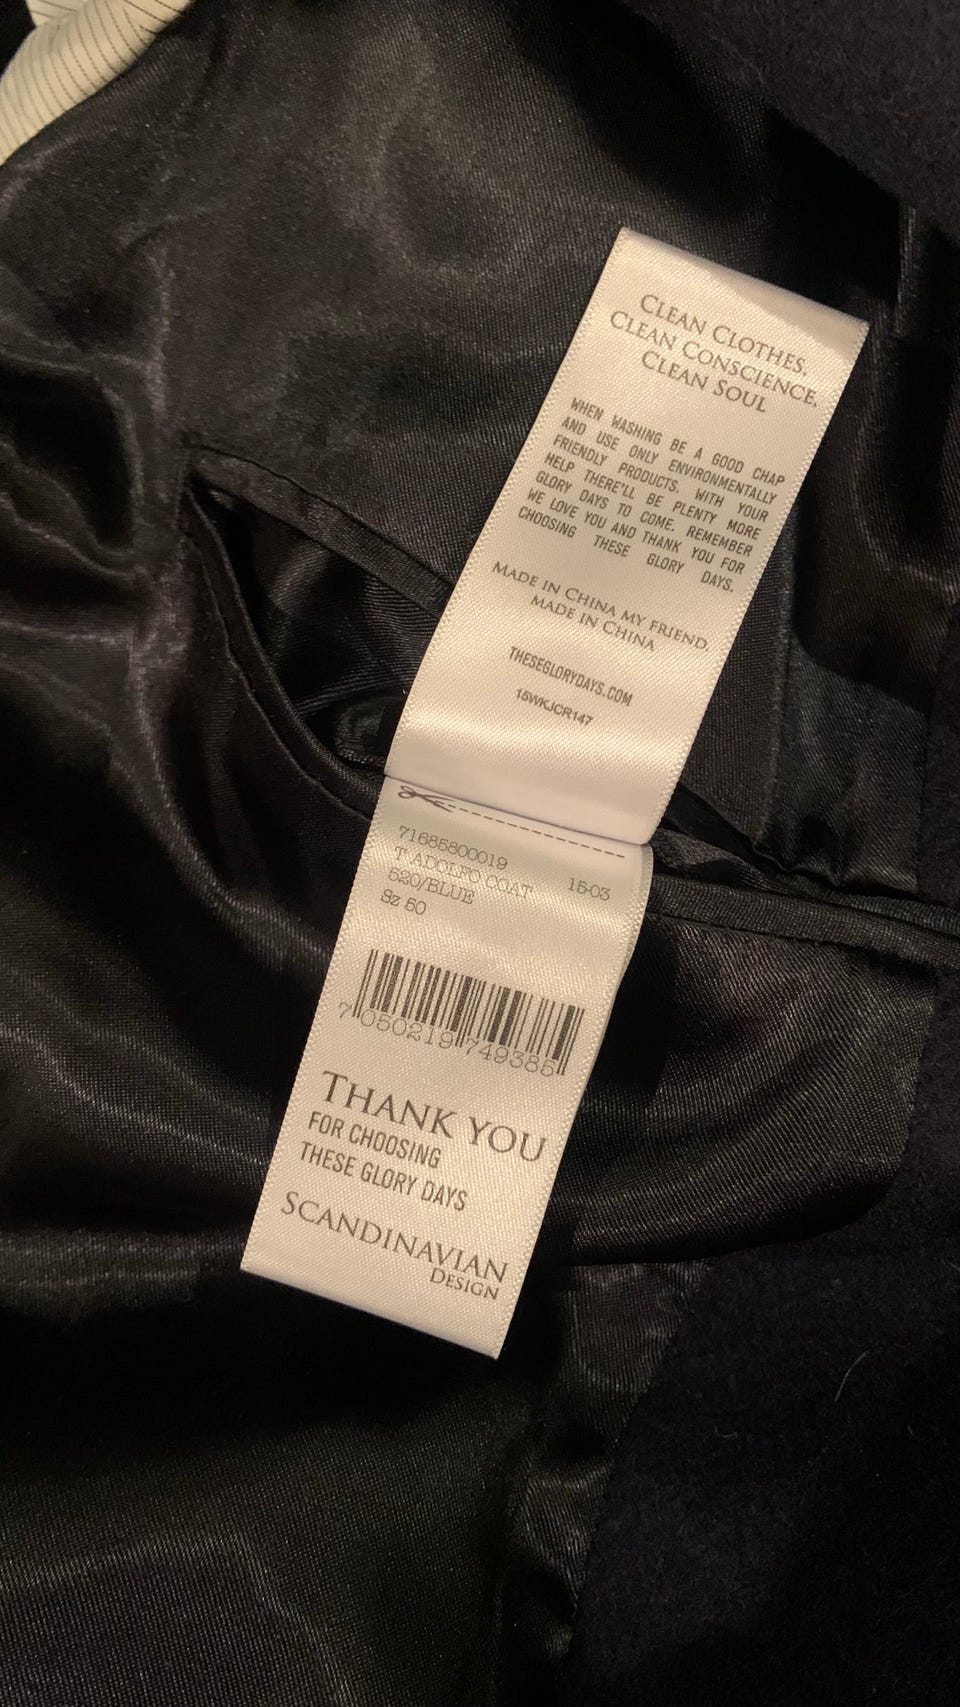 CLEAN CLOTHES,
CLEAN CONSCIENCE,
CLEAN SOUL
WHEN WASHING BE A GOOD CHAP
AND USE ONLY ENVIRONMENTALLY
FRIENDLY PRODUCTS. WITH YOUR
HELP THERE'LL BE PLENTY MORE
GLORY DAYS TO COME. REMEMBER
WE LOVE YOU AND THANK YOU FOR
CHOOSING THESE GLORY DAYS.
MADE IN CHINA MY FRIEND,
MADE IN CHINA
THESEGLORYDAYS.COM
15WKJCR147
71685800019
T ADOLFO COAT 15-03
520/BLUE
Sz 50
7 050219 749385
THANK YOU
FOR CHOOSING
THESE GLORY DAYS
SCANDINAVIAN
DESIGN